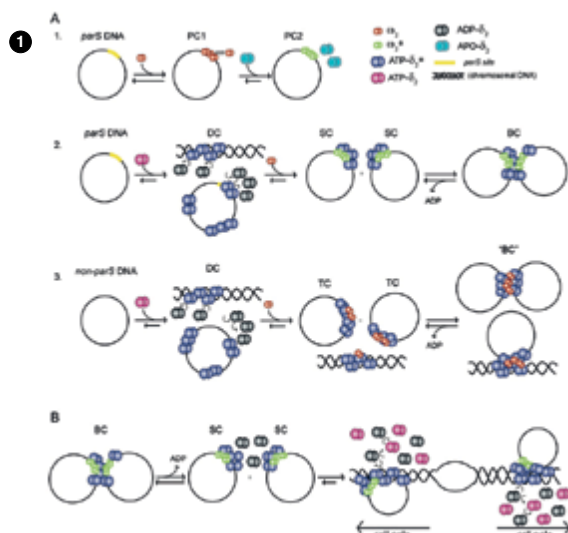 1
A
1. parS DNA PC1 PC2
ω₂
ω₂*
ATP-δ₂*
ATP-δ₂
ADP-δ₂
APO-δ₂
parS site
(chromosomal DNA)
2. parS DNA DC SC SC BC
ADP
3. non-parS DNA DC TC TC "BC"
ADP
B
BC SC SC
ADP